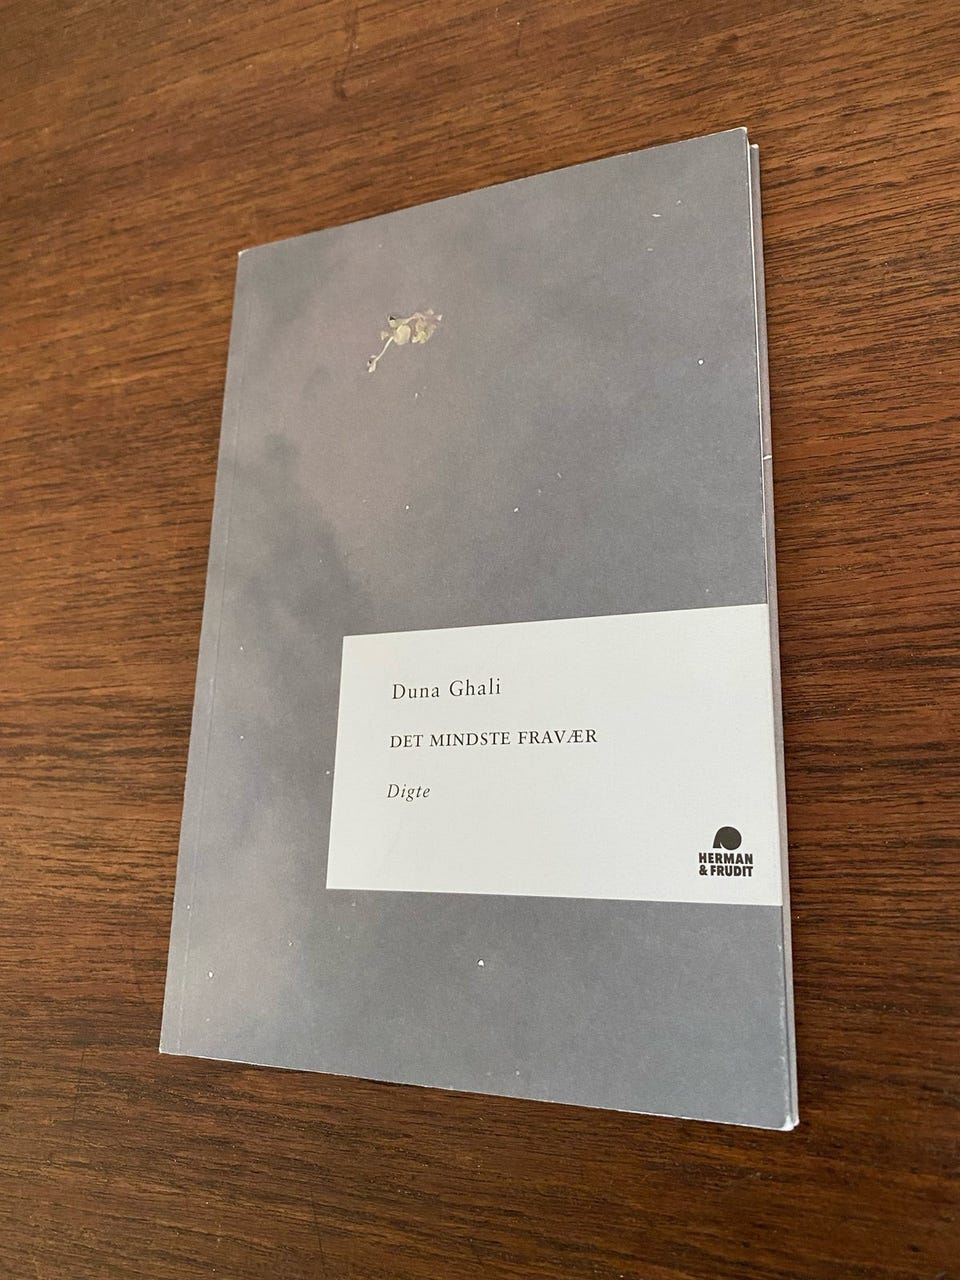 Duna Ghali
DET MINDSTE FRAVÆR
Digte
HERMAN
& FRUDIT